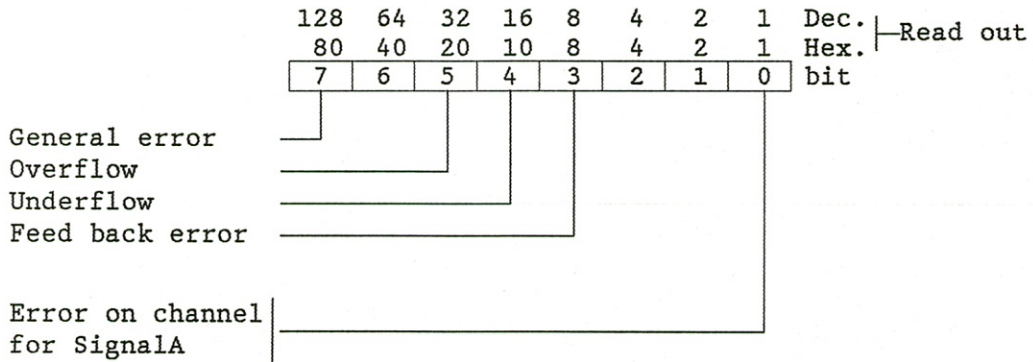 128 64 32 16 8 4 2 1 Dec.
80 40 20 10 8 4 2 1 Hex. Read out
7 6 5 4 3 2 1 0 bit
General error
Overflow
Underflow
Feed back error
Error on channel
for SignalA